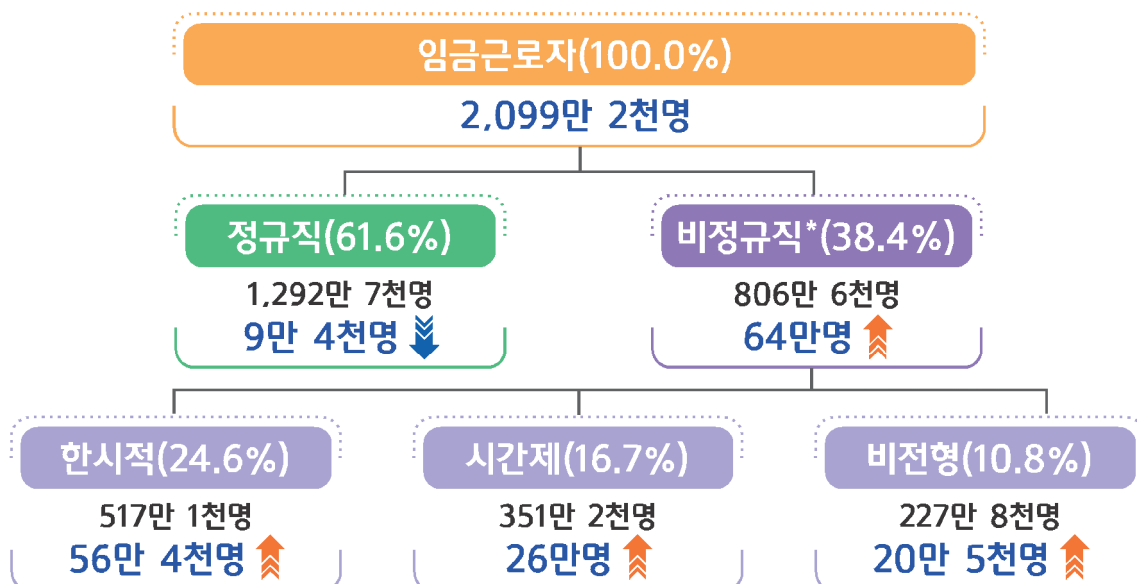 임금근로자(100.0%)
2,099만 2천명
정규직(61.6%)
비정규직*(38.4%)
1,292만 7천명
806만 6천명
9만 4천명
64만명
한시적(24.6%)
시간제(16.7%)
비전형(10.8%)
517만 1천명
351만 2천명
227만 8천명
56만 4천명
26만명
20만 5천명